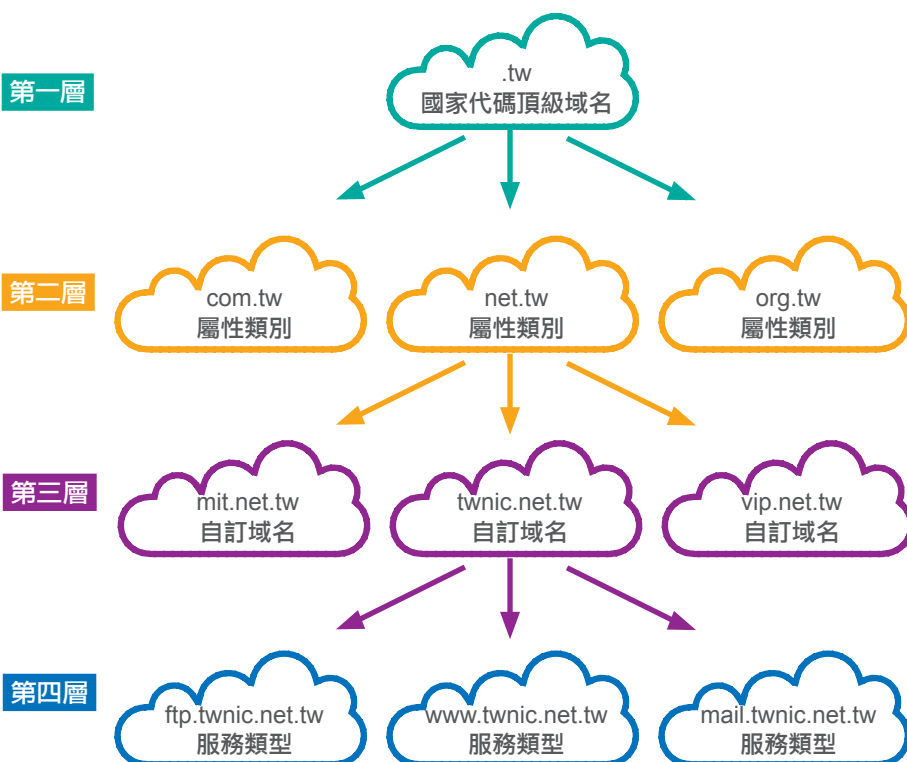 第一層
.tw
國家代碼頂級域名
第二層
com.tw
屬性類別
net.tw
屬性類別
org.tw
屬性類別
第三層
mit.net.tw
自訂域名
twnic.net.tw
自訂域名
vip.net.tw
自訂域名
第四層
ftp.twnic.net.tw
服務類型
www.twnic.net.tw
服務類型
mail.twnic.net.tw
服務類型